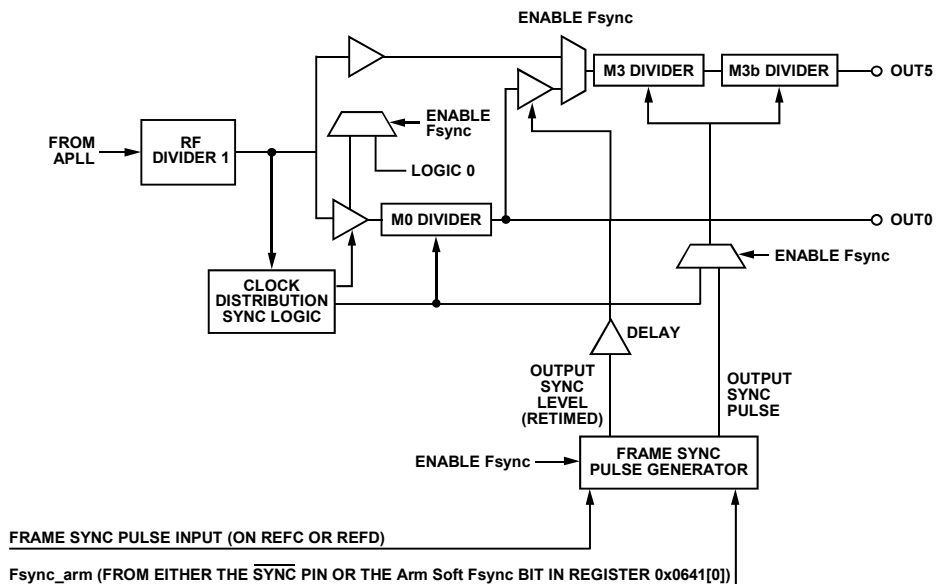 ENABLE Fsync
M3 DIVIDER
M3b DIVIDER
OUT5
FROM
APLL
RF
DIVIDER 1
ENABLE
Fsync
LOGIC 0
M0 DIVIDER
OUT0
ENABLE Fsync
CLOCK
DISTRIBUTION
SYNC LOGIC
DELAY
OUTPUT
SYNC
LEVEL
(RETIMED)
OUTPUT
SYNC
PULSE
ENABLE Fsync
FRAME SYNC
PULSE GENERATOR
FRAME SYNC PULSE INPUT (ON REFC OR REFD)
Fsync_arm (FROM EITHER THE SYNC PIN OR THE Arm Soft Fsync BIT IN REGISTER 0x0641[0])